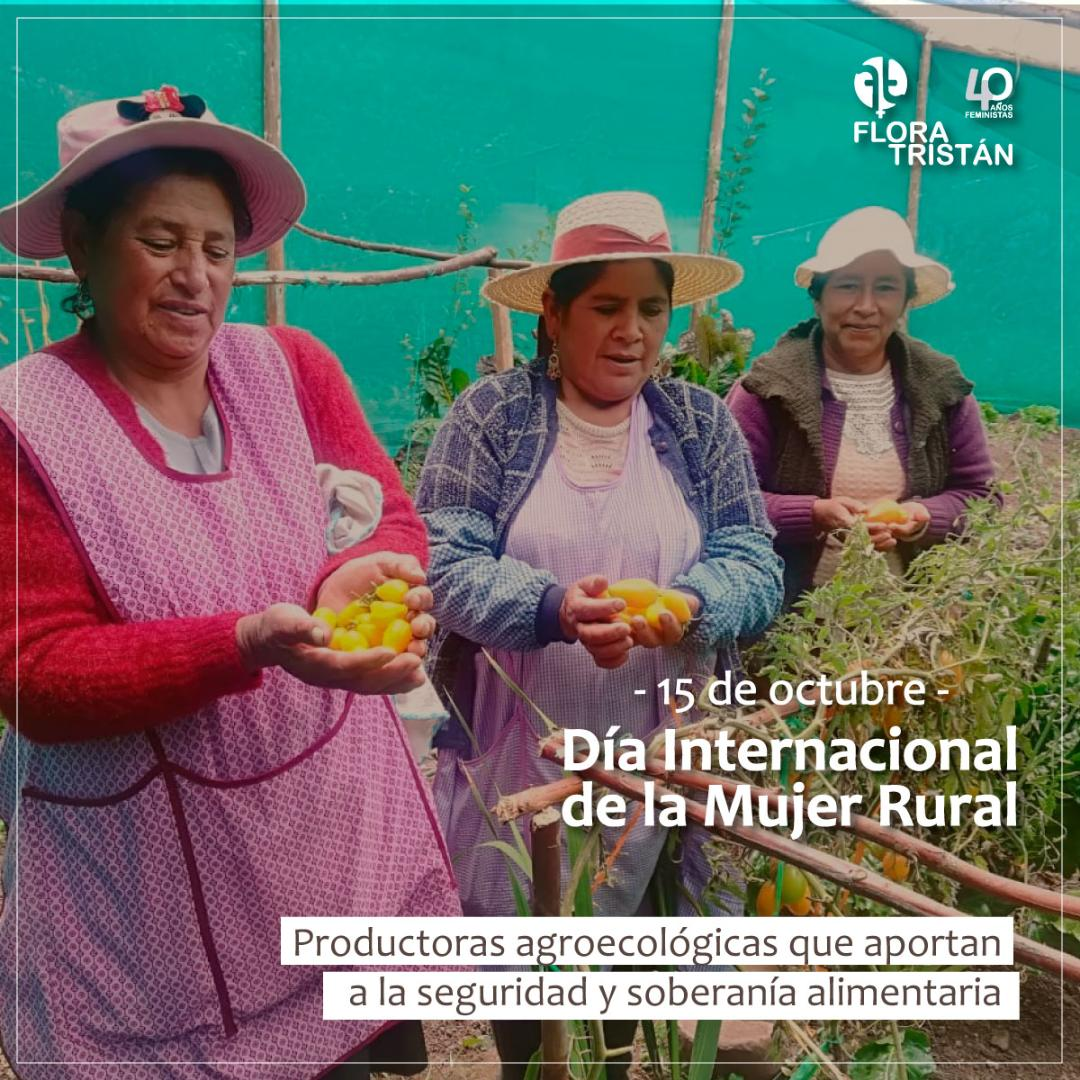 FLORA
TRISTÁN
40
AÑOS
FEMINISTAS
- 15 de octubre -
Día Internacional
de la Mujer Rural
Productoras agroecológicas que aportan
a la seguridad y soberanía alimentaria